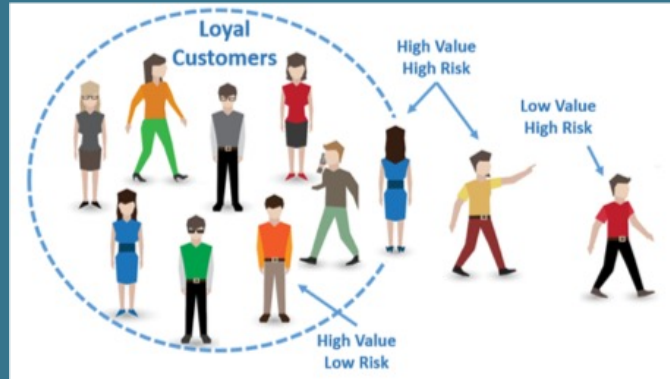 Loyal
Customers
High Value
High Risk
Low Value
High Risk
High Value
Low Risk